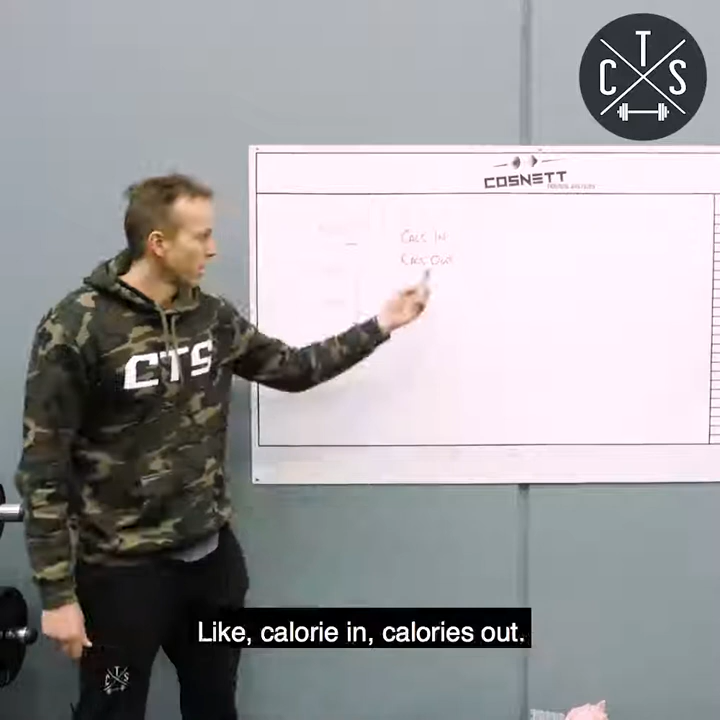 C T S
COSNETT
CALS IN
CALS OUT
CTS
Like, calorie in, calories out.
C T S